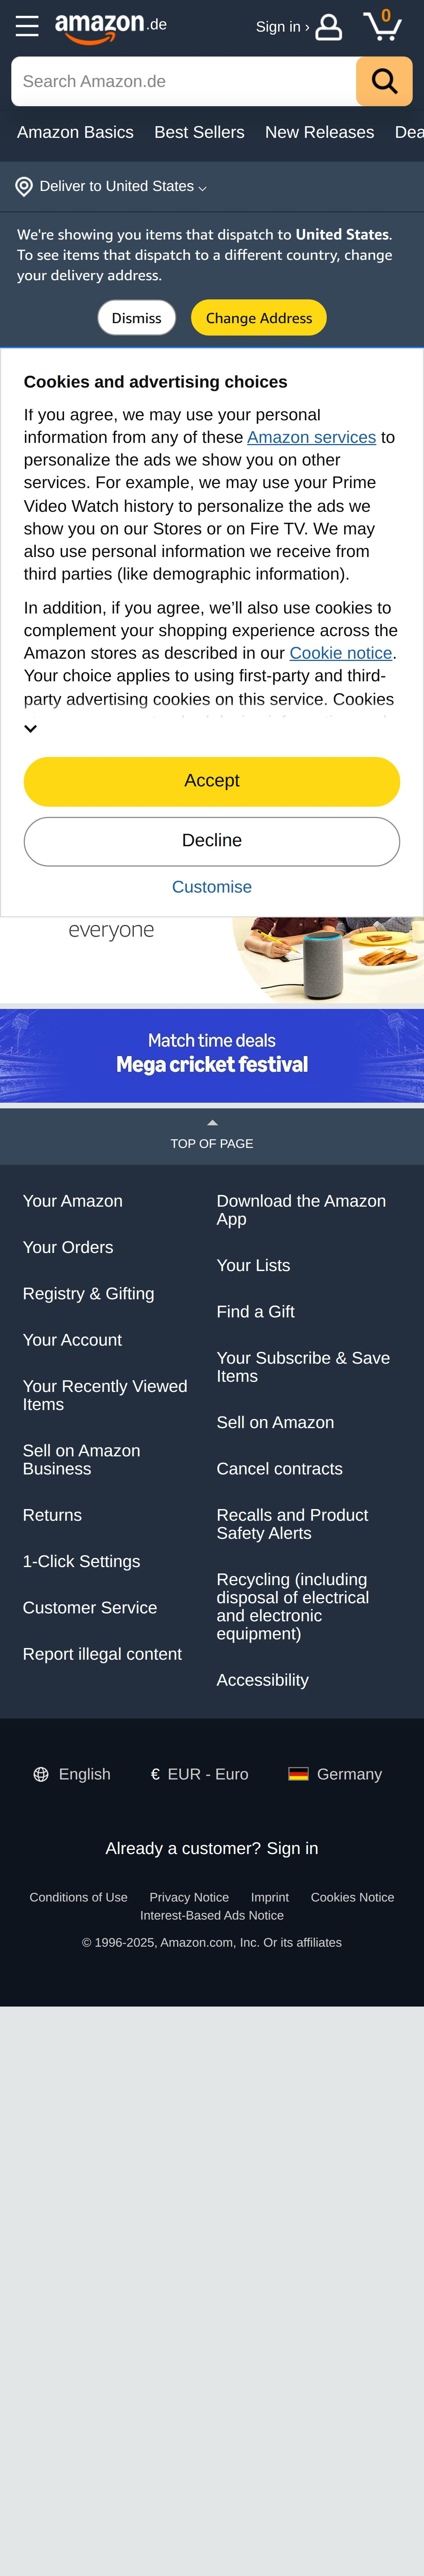 amazon.de
Sign in ›
0
Search Amazon.de
Amazon Basics Best Sellers New Releases Dea
Deliver to United States
We're showing you items that dispatch to United States.
To see items that dispatch to a different country, change
your delivery address.
Dismiss
Change Address
Cookies and advertising choices
If you agree, we may use your personal
information from any of these Amazon services to
personalize the ads we show you on other
services. For example, we may use your Prime
Video Watch history to personalize the ads we
show you on our Stores or on Fire TV. We may
also use personal information we receive from
third parties (like demographic information).
In addition, if you agree, we’ll also use cookies to
complement your shopping experience across the
Amazon stores as described in our Cookie notice.
Your choice applies to using first-party and third-
party advertising cookies on this service. Cookies
Accept
Decline
Customise
everyone
Match time deals
Mega cricket festival
TOP OF PAGE
Your Amazon
Your Orders
Registry & Gifting
Your Account
Your Recently Viewed
Items
Sell on Amazon
Business
Returns
1-Click Settings
Customer Service
Report illegal content
Download the Amazon
App
Your Lists
Find a Gift
Your Subscribe & Save
Items
Sell on Amazon
Cancel contracts
Recalls and Product
Safety Alerts
Recycling (including
disposal of electrical
and electronic
equipment)
Accessibility
English
€ EUR - Euro
Germany
Already a customer? Sign in
Conditions of Use Privacy Notice Imprint Cookies Notice
Interest-Based Ads Notice
© 1996-2025, Amazon.com, Inc. Or its affiliates